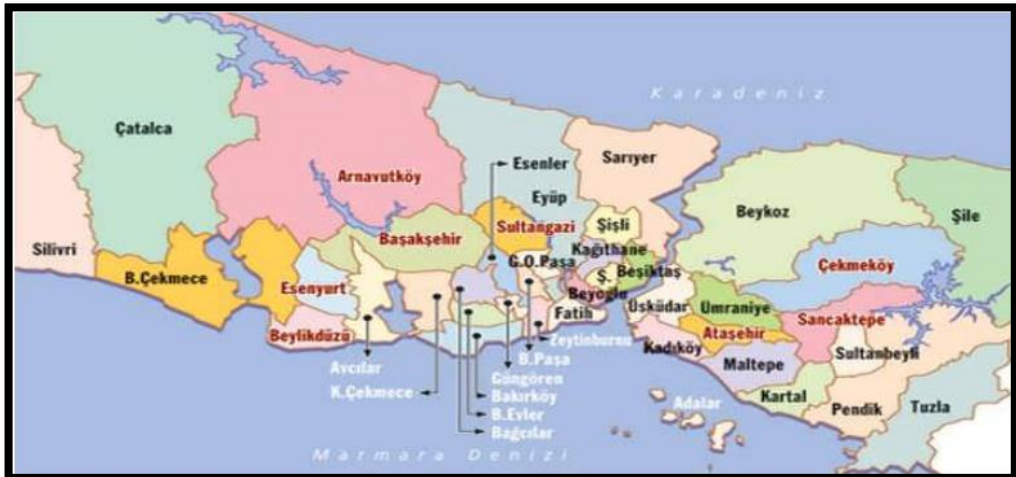 Karadeniz
Çatalca
Sarıyer
Esenler
Arnavutköy
Eyüp
Beykoz
Şile
Şişli
Sultangazi
Başakşehir
Silivri
Kağıthane
G.O.Paşa
Çekmeköy
B.Çekmece
Ş.
Beşiktaş
Esenyurt
Beyoğlu
Üsküdar
Ümraniye
Fatih
Sancaktepe
Beylikdüzü
Zeytinburnu
Kadıköy
Ataşehir
Sultanbeyli
B.Paşa
Avcılar
Maltepe
Güngören
K.Çekmece
Bakırköy
Kartal
Adalar
Pendik
Tuzla
B.Evler
Bağcılar
Marmara Denizi